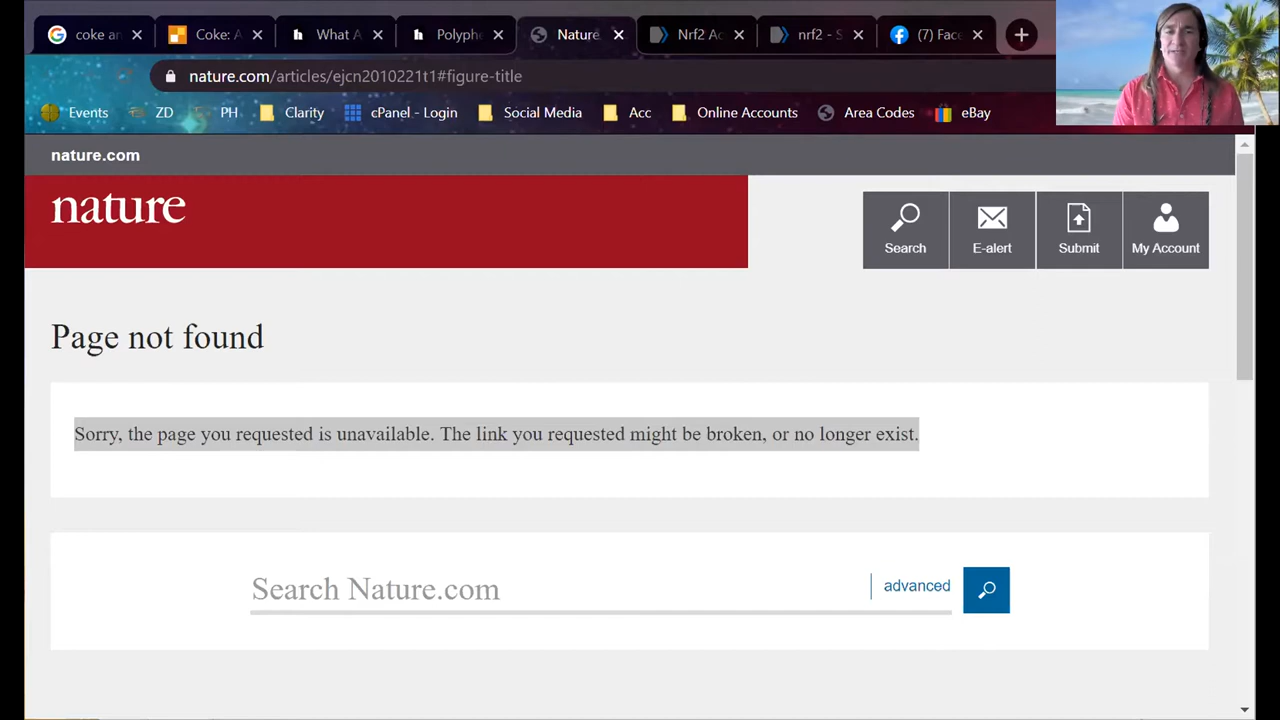 coke an
Coke: A
What A
Polyphe
Nature
Nrf2 Ac
nrf2 - S
(7) Face
nature.com/articles/ejcn2010221t1#figure-title
Events ZD PH Clarity cPanel - Login Social Media Acc Online Accounts Area Codes eBay
nature.com
nature
Search E-alert Submit My Account
Page not found
Sorry, the page you requested is unavailable. The link you requested might be broken, or no longer exist.
Search Nature.com advanced